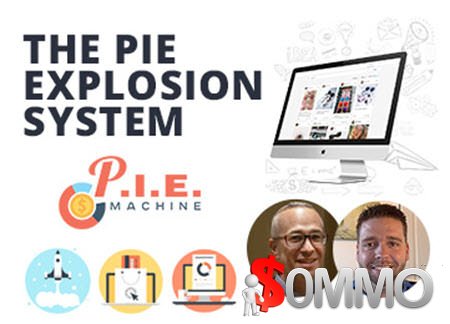 THE PIE
EXPLOSION
SYSTEM
P.I.E.
MACHINE
$OMMO